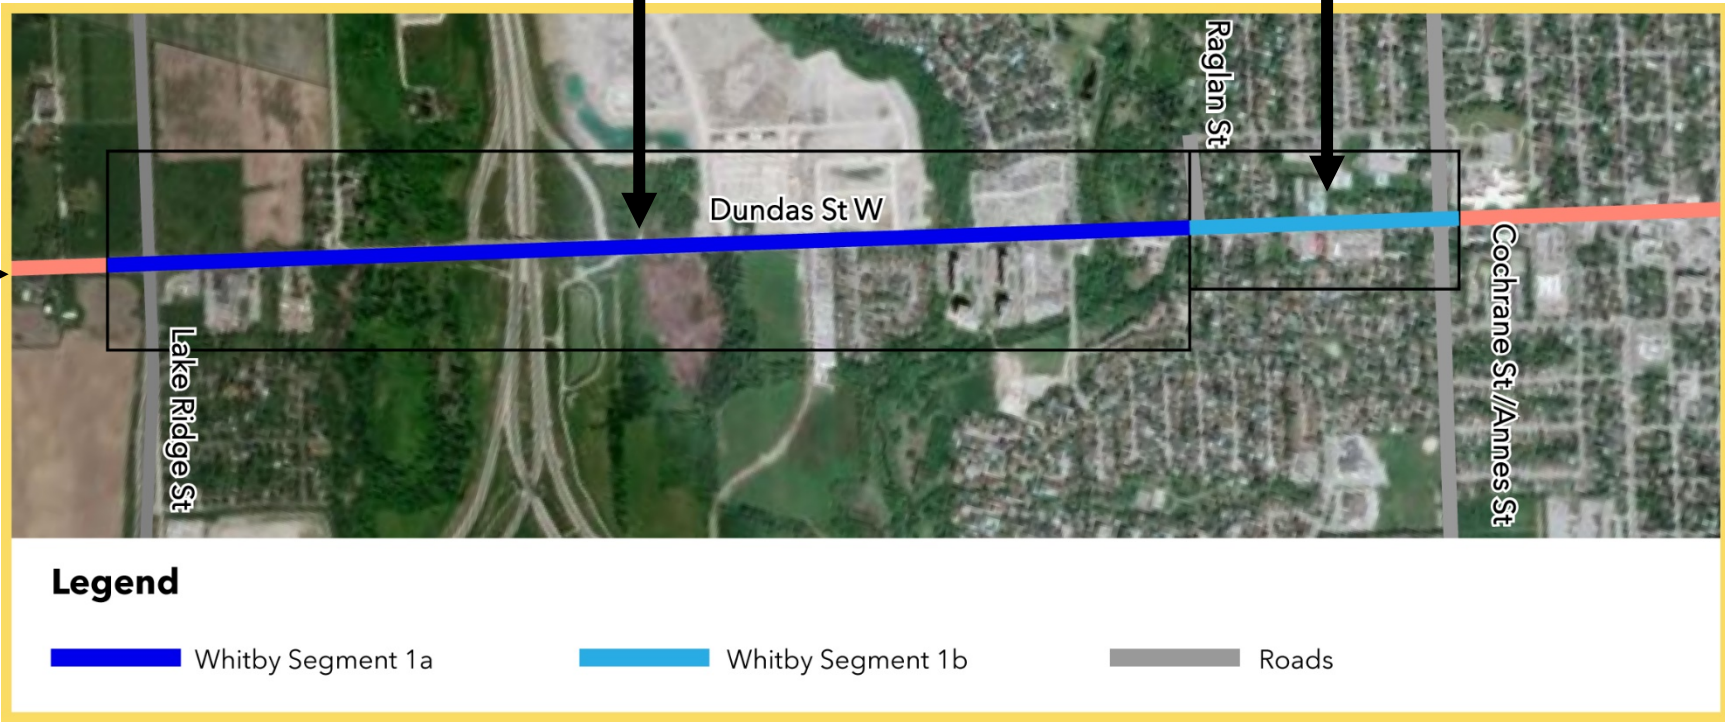 Raglan St
Dundas St W
Lake Ridge St
Cochrane St //Annes St
Legend
Whitby Segment 1a
Whitby Segment 1b
Roads